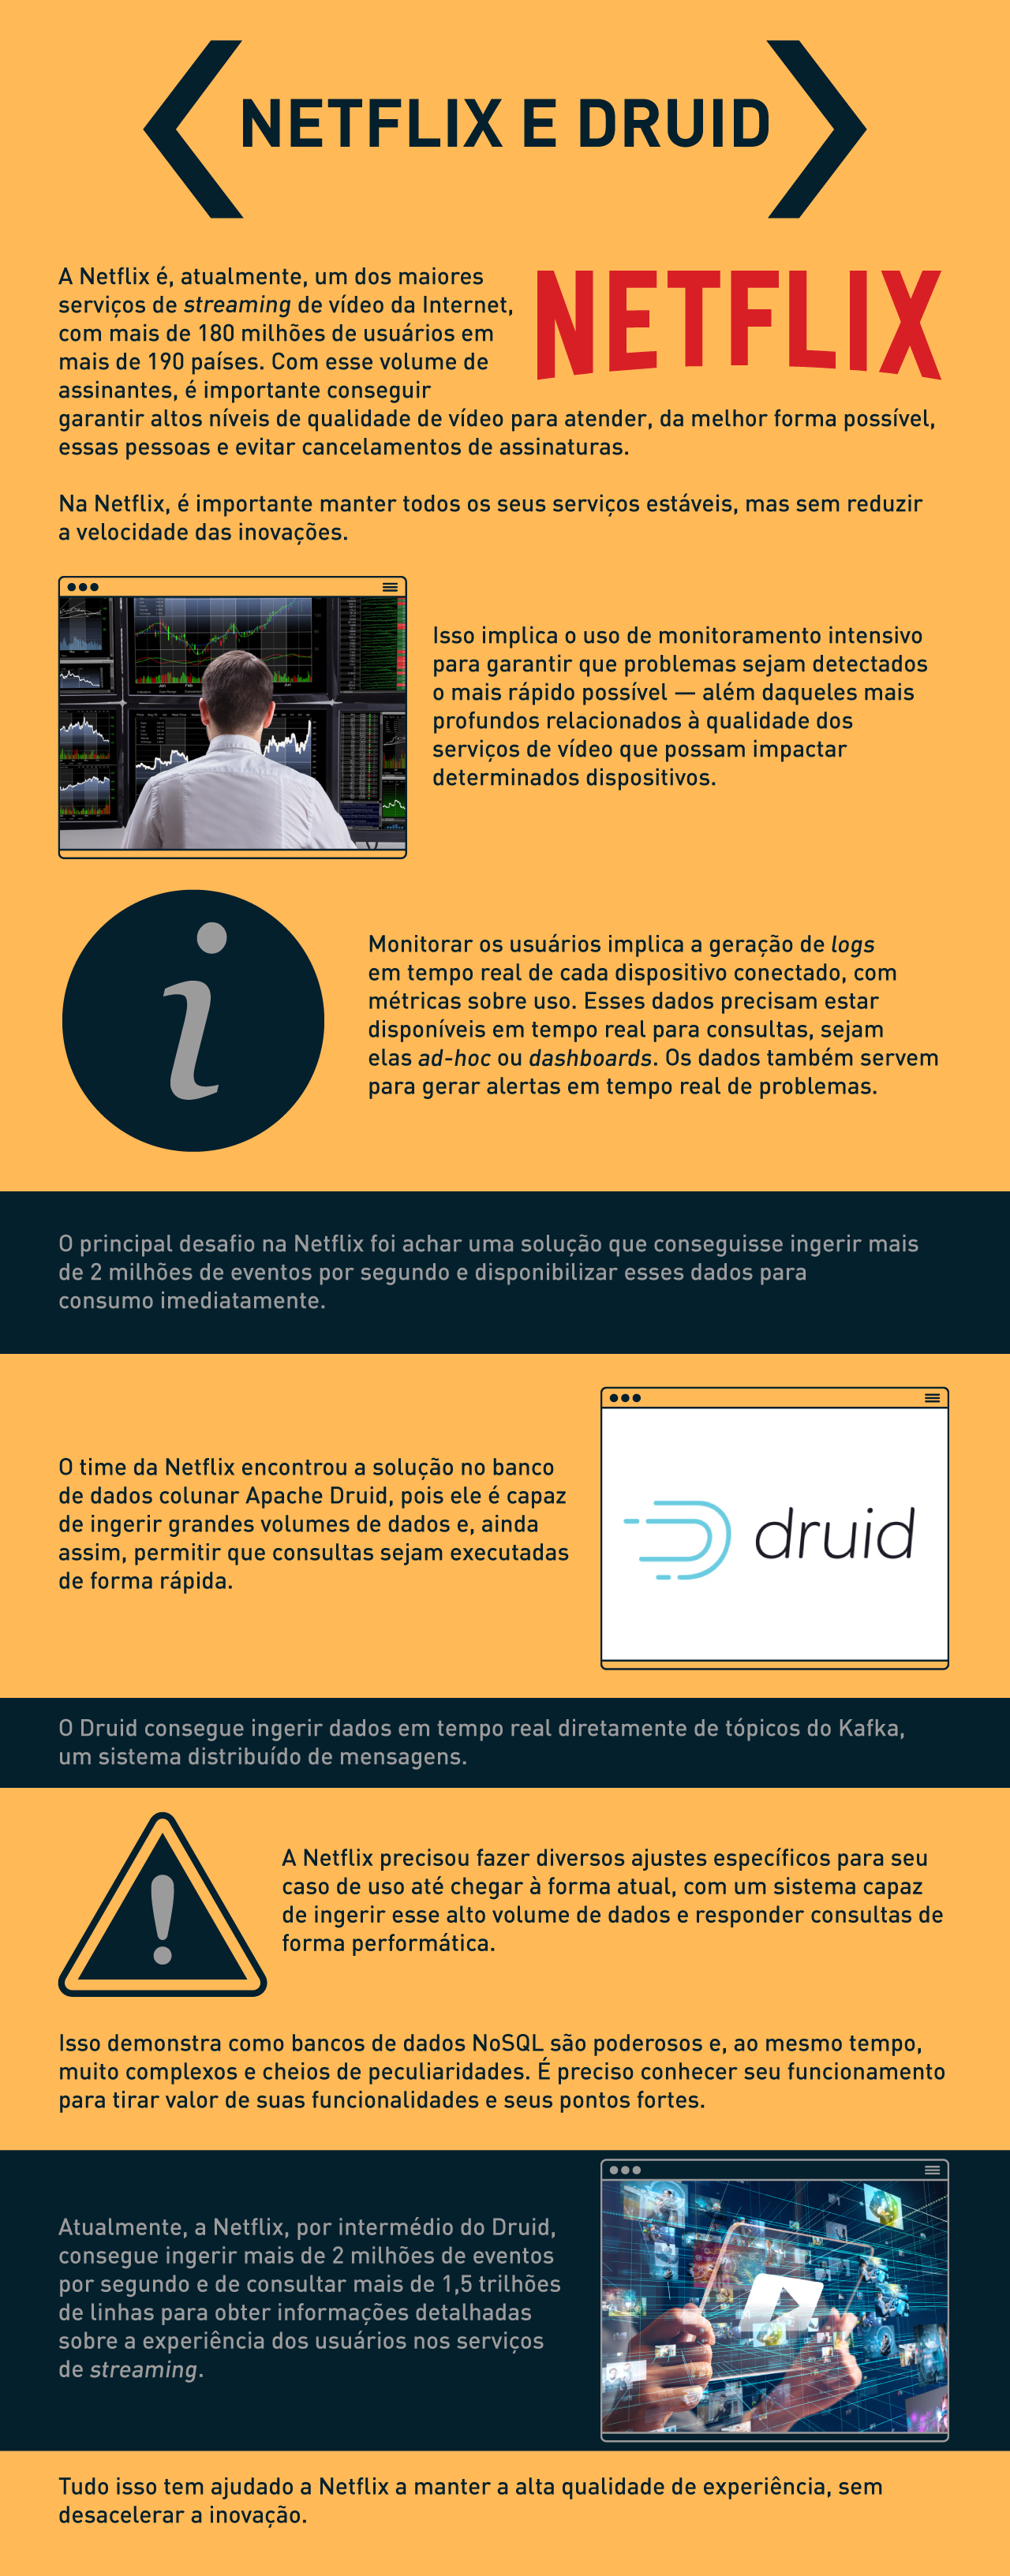 NETFLIX E DRUID
A Netflix é, atualmente, um dos maiores
serviços de streaming de vídeo da Internet,
com mais de 180 milhões de usuários em
mais de 190 países. Com esse volume de
assinantes, é importante conseguir
garantir altos níveis de qualidade de vídeo para atender, da melhor forma possível,
essas pessoas e evitar cancelamentos de assinaturas.
NETFLIX
Na Netflix, é importante manter todos os seus serviços estáveis, mas sem reduzir
a velocidade das inovações.
Isso implica o uso de monitoramento intensivo
para garantir que problemas sejam detectados
o mais rápido possível — além daqueles mais
profundos relacionados à qualidade dos
serviços de vídeo que possam impactar
determinados dispositivos.
i
Monitorar os usuários implica a geração de logs
em tempo real de cada dispositivo conectado, com
métricas sobre uso. Esses dados precisam estar
disponíveis em tempo real para consultas, sejam
elas ad-hoc ou dashboards. Os dados também servem
para gerar alertas em tempo real de problemas.
O principal desafio na Netflix foi achar uma solução que conseguisse ingerir mais
de 2 milhões de eventos por segundo e disponibilizar esses dados para
consumo imediatamente.
O time da Netflix encontrou a solução no banco
de dados colunar Apache Druid, pois ele é capaz
de ingerir grandes volumes de dados e, ainda
assim, permitir que consultas sejam executadas
de forma rápida.
druid
O Druid consegue ingerir dados em tempo real diretamente de tópicos do Kafka,
um sistema distribuído de mensagens.
!
A Netflix precisou fazer diversos ajustes específicos para seu
caso de uso até chegar à forma atual, com um sistema capaz
de ingerir esse alto volume de dados e responder consultas de
forma performática.
Isso demonstra como bancos de dados NoSQL são poderosos e, ao mesmo tempo,
muito complexos e cheios de peculiaridades. É preciso conhecer seu funcionamento
para tirar valor de suas funcionalidades e seus pontos fortes.
Atualmente, a Netflix, por intermédio do Druid,
consegue ingerir mais de 2 milhões de eventos
por segundo e de consultar mais de 1,5 trilhões
de linhas para obter informações detalhadas
sobre a experiência dos usuários nos serviços
de streaming.
Tudo isso tem ajudado a Netflix a manter a alta qualidade de experiência, sem
desacelerar a inovação.